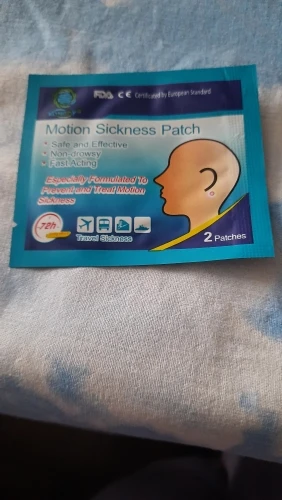 FDA CE Certificated by European Standard
Motion Sickness Patch
* Safe and Effective
* Non drowsy
* Fast Acting
Especially Formulated To
Prevent and Treat Motion
Sickness
72h
Travel Sickness
2 Patches